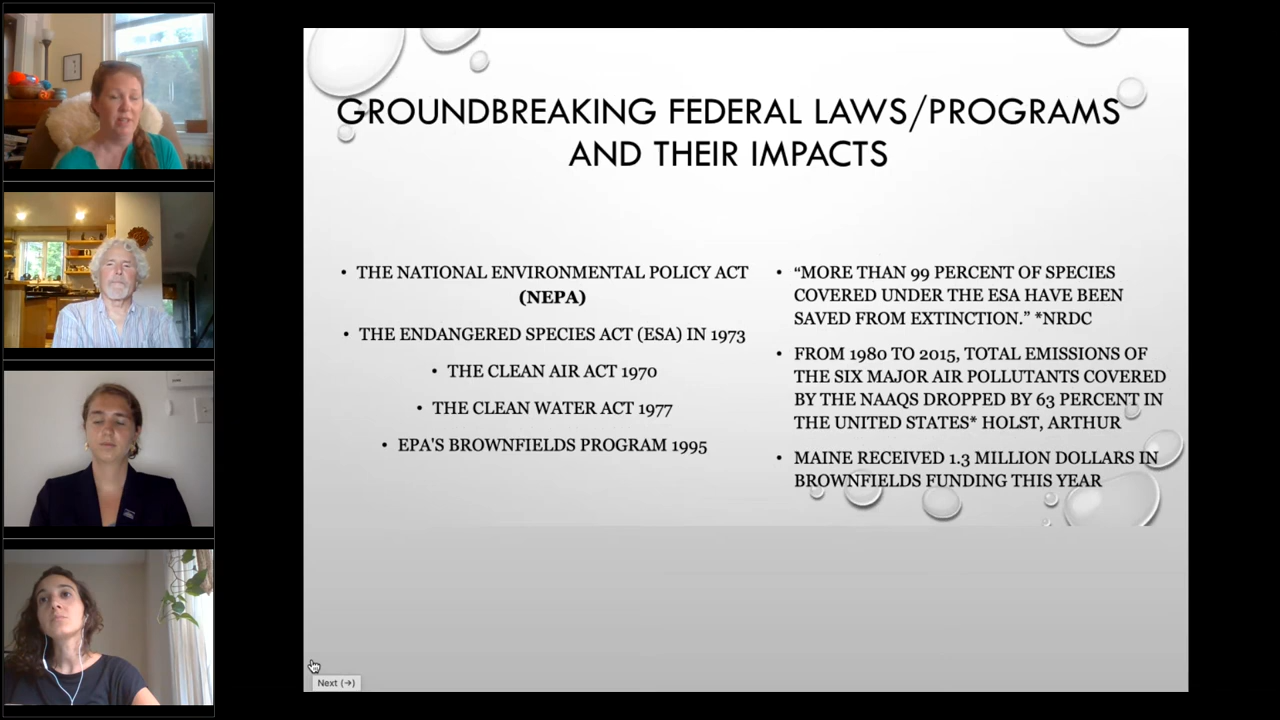 GROUNDBREAKING FEDERAL LAWS/PROGRAMS
AND THEIR IMPACTS
• THE NATIONAL ENVIRONMENTAL POLICY ACT
(NEPA)
• THE ENDANGERED SPECIES ACT (ESA) IN 1973
• THE CLEAN AIR ACT 1970
• THE CLEAN WATER ACT 1977
• EPA'S BROWNFIELDS PROGRAM 1995
• “MORE THAN 99 PERCENT OF SPECIES
COVERED UNDER THE ESA HAVE BEEN
SAVED FROM EXTINCTION.” *NRDC
• FROM 1980 TO 2015, TOTAL EMISSIONS OF
THE SIX MAJOR AIR POLLUTANTS COVERED
BY THE NAAQS DROPPED BY 63 PERCENT IN
THE UNITED STATES* HOLST, ARTHUR
• MAINE RECEIVED 1.3 MILLION DOLLARS IN
BROWNFIELDS FUNDING THIS YEAR
Next (→)